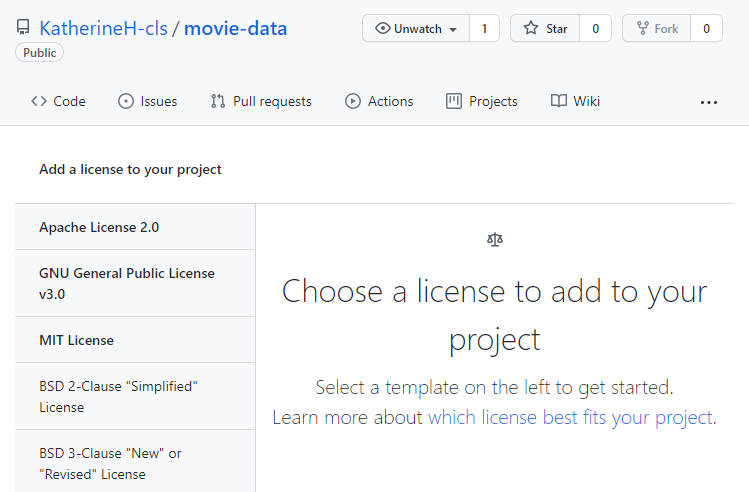 KatherineH-cls / movie-data
Public
Unwatch 1
Star 0
Fork 0
Code Issues Pull requests Actions Projects Wiki ...
Add a license to your project
Apache License 2.0
GNU General Public License
v3.0
MIT License
BSD 2-Clause "Simplified"
License
BSD 3-Clause "New" or
"Revised" License
Choose a license to add to your
project
Select a template on the left to get started.
Learn more about which license best fits your project.